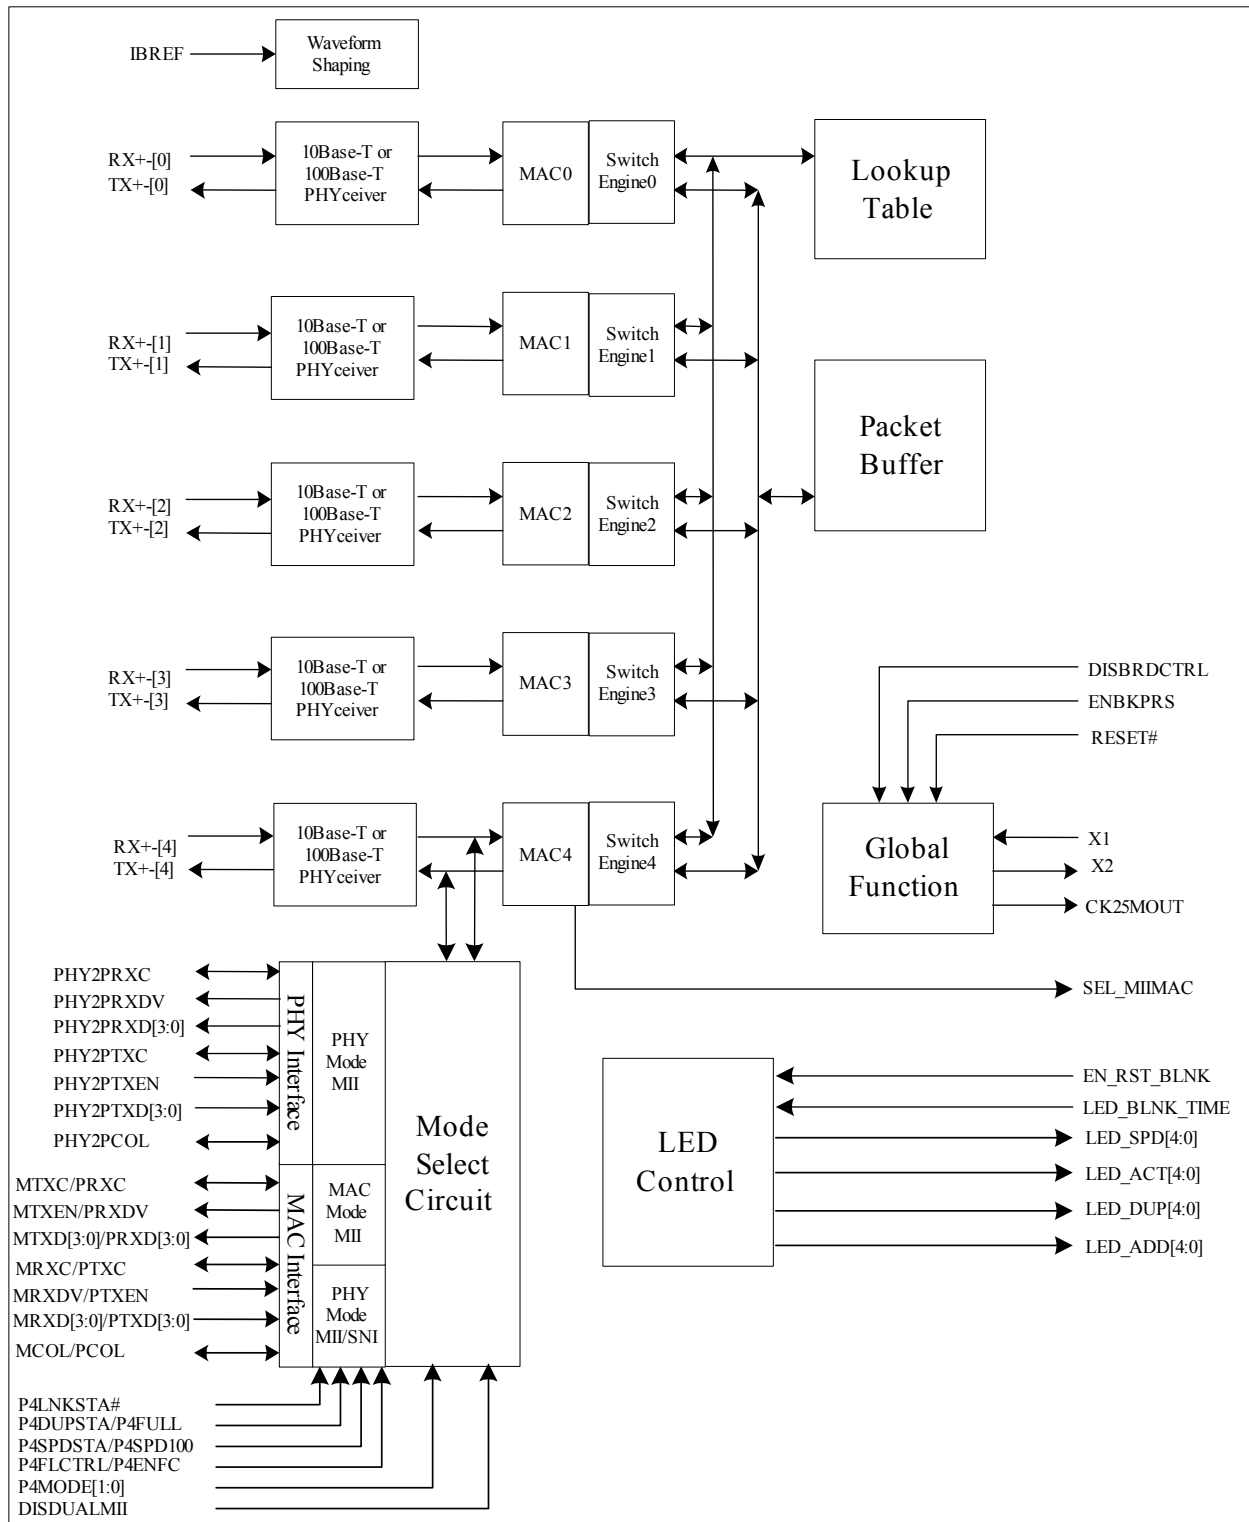 IBREF
Waveform
Shaping
RX+-[0]
TX+-[0]
10Base-T or
100Base-T
PHYceiver
MAC0
Switch
Engine0
Lookup
Table
RX+-[1]
TX+-[1]
10Base-T or
100Base-T
PHYceiver
MAC1
Switch
Engine1
Packet
Buffer
RX+-[2]
TX+-[2]
10Base-T or
100Base-T
PHYceiver
MAC2
Switch
Engine2
RX+-[3]
TX+-[3]
10Base-T or
100Base-T
PHYceiver
MAC3
Switch
Engine3
DISBRDCTRL
ENBKPRS
RESET#
RX+-[4]
TX+-[4]
10Base-T or
100Base-T
PHYceiver
MAC4
Switch
Engine4
Global
Function
X1
X2
CK25MOUT
SEL_MIIMAC
PHY2PRXC
PHY2PRXDV
PHY2PRXD[3:0]
PHY2PTXC
PHY2PTXEN
PHY2PTXD[3:0]
PHY2PCOL
PHY Interface
PHY
Mode
MII
Mode
Select
Circuit
MTXC/PRXC
MTXEN/PRXDV
MTXD[3:0]/PRXD[3:0]
MRXC/PTXC
MRXDV/PTXEN
MRXD[3:0]/PTXD[3:0]
MCOL/PCOL
MAC Interface
MAC
Mode
MII
PHY
Mode
MII/SNI
LED
Control
EN_RST_BLNK
LED_BLNK_TIME
LED_SPD[4:0]
LED_ACT[4:0]
LED_DUP[4:0]
LED_ADD[4:0]
P4LNKSTA#
P4DUPSTA/P4FULL
P4SPDSTA/P4SPD100
P4FLCTRL/P4ENFC
P4MODE[1:0]
DISDUALMII